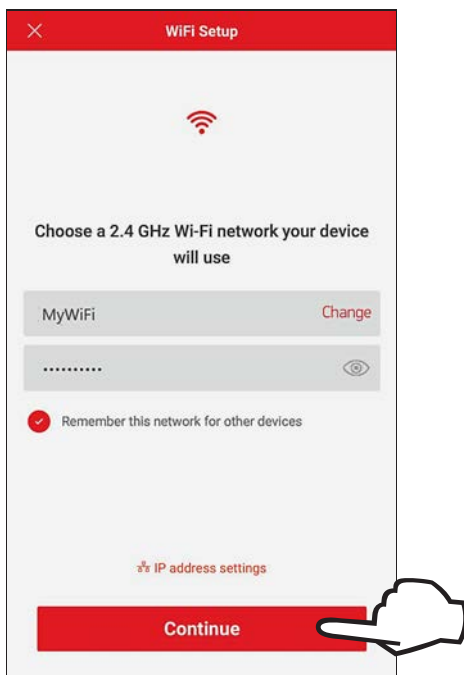 WiFi Setup
Choose a 2.4 GHz Wi-Fi network your device
will use
MyWiFi Change
••••••••••
Remember this network for other devices
IP address settings
Continue